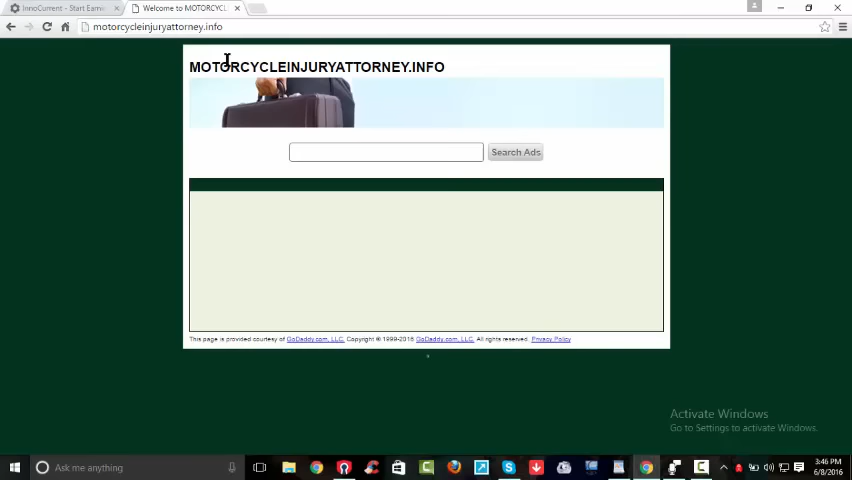 InnoCurrent - Start Earni
Welcome to MOTORCYCL
motorcycleinjuryattorney.info
MOTORCYCLEINJURYATTORNEY.INFO
Search Ads
This page is provided courtesy of GoDaddy.com, LLC. Copyright © 1999-2016 GoDaddy.com, LLC. All rights reserved. Privacy Policy
Activate Windows
Go to Settings to activate Windows.
Ask me anything
3:46 PM
6/8/2016